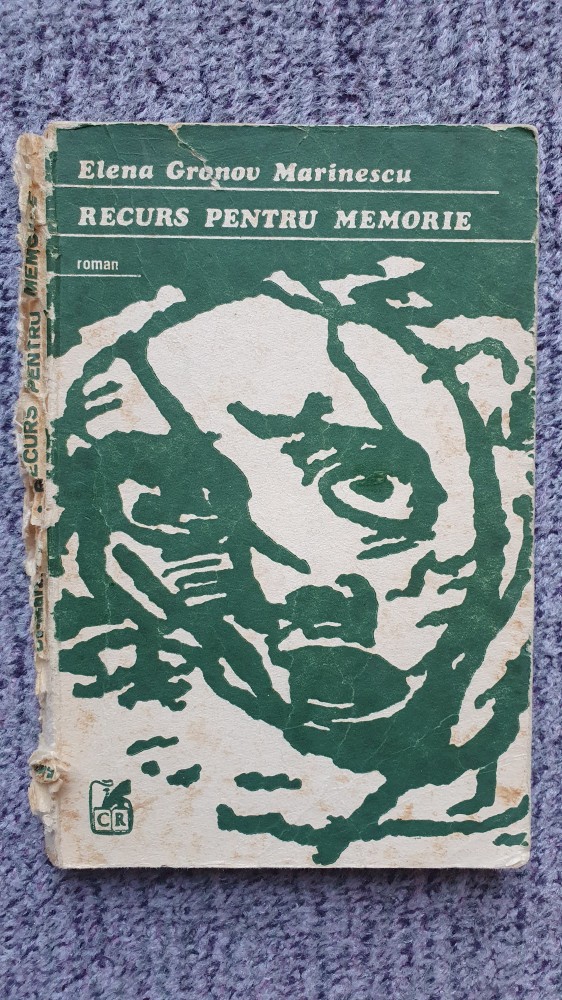 Elena Gronov Marinescu
RECURS PENTRU MEMORIE
roman
RECURS PENTRU MEMORIE
CR